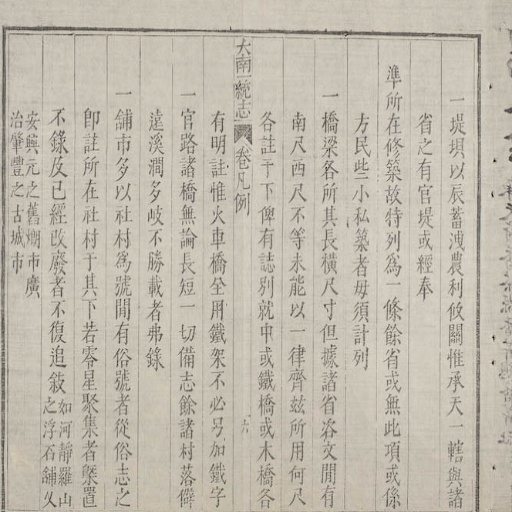 一堤堨以辰蓄洩農利攸關惟承天一轄與諸
省之有官堤或經奉
準所在修築故特列為一條餘省或無此項或係
方民些小私築者毋須計列
一橋梁各所其長橫尺寸但據諸省咨文間有
南尺西尺不等未能以一律齊茲所用何尺
各註于下俾有誌別就中或鐵橋或木橋各
大南一統志 卷凡例 六
有明註惟火車橋全用鐵架不必另加鐵字
一官路諸橋無論長短一切備志餘諸村落僻
遠溪澗多岐不勝載者弗錄
一舖市多以社村為號間有俗號者從俗志之
卽註所在社村于其下若零星聚集者槩置
不錄及已經改廢者不復追敍 如河靜羅山之浮石舖乂
安興元之舊𢄂市廣
治肇豐之古城市